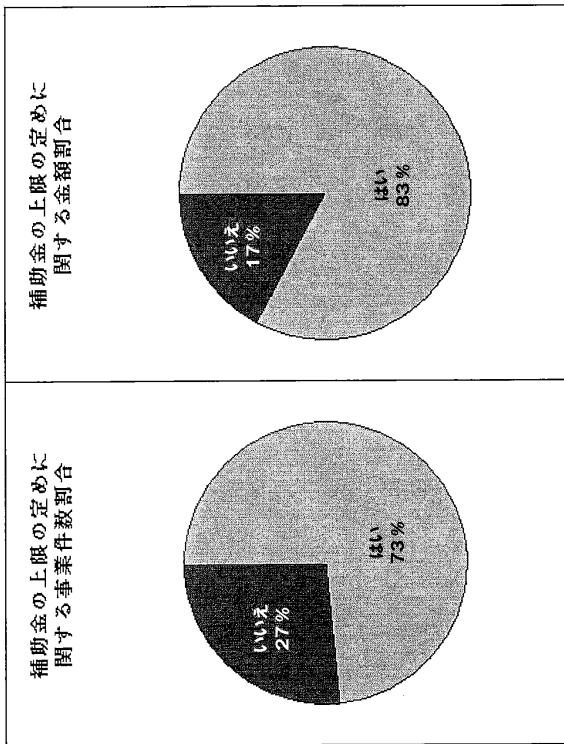 補助金の上限の定めに
関する事業件数割合
いいえ
27%
はい
73%
補助金の上限の定めに
関する金額割合
いいえ
17%
はい
83%